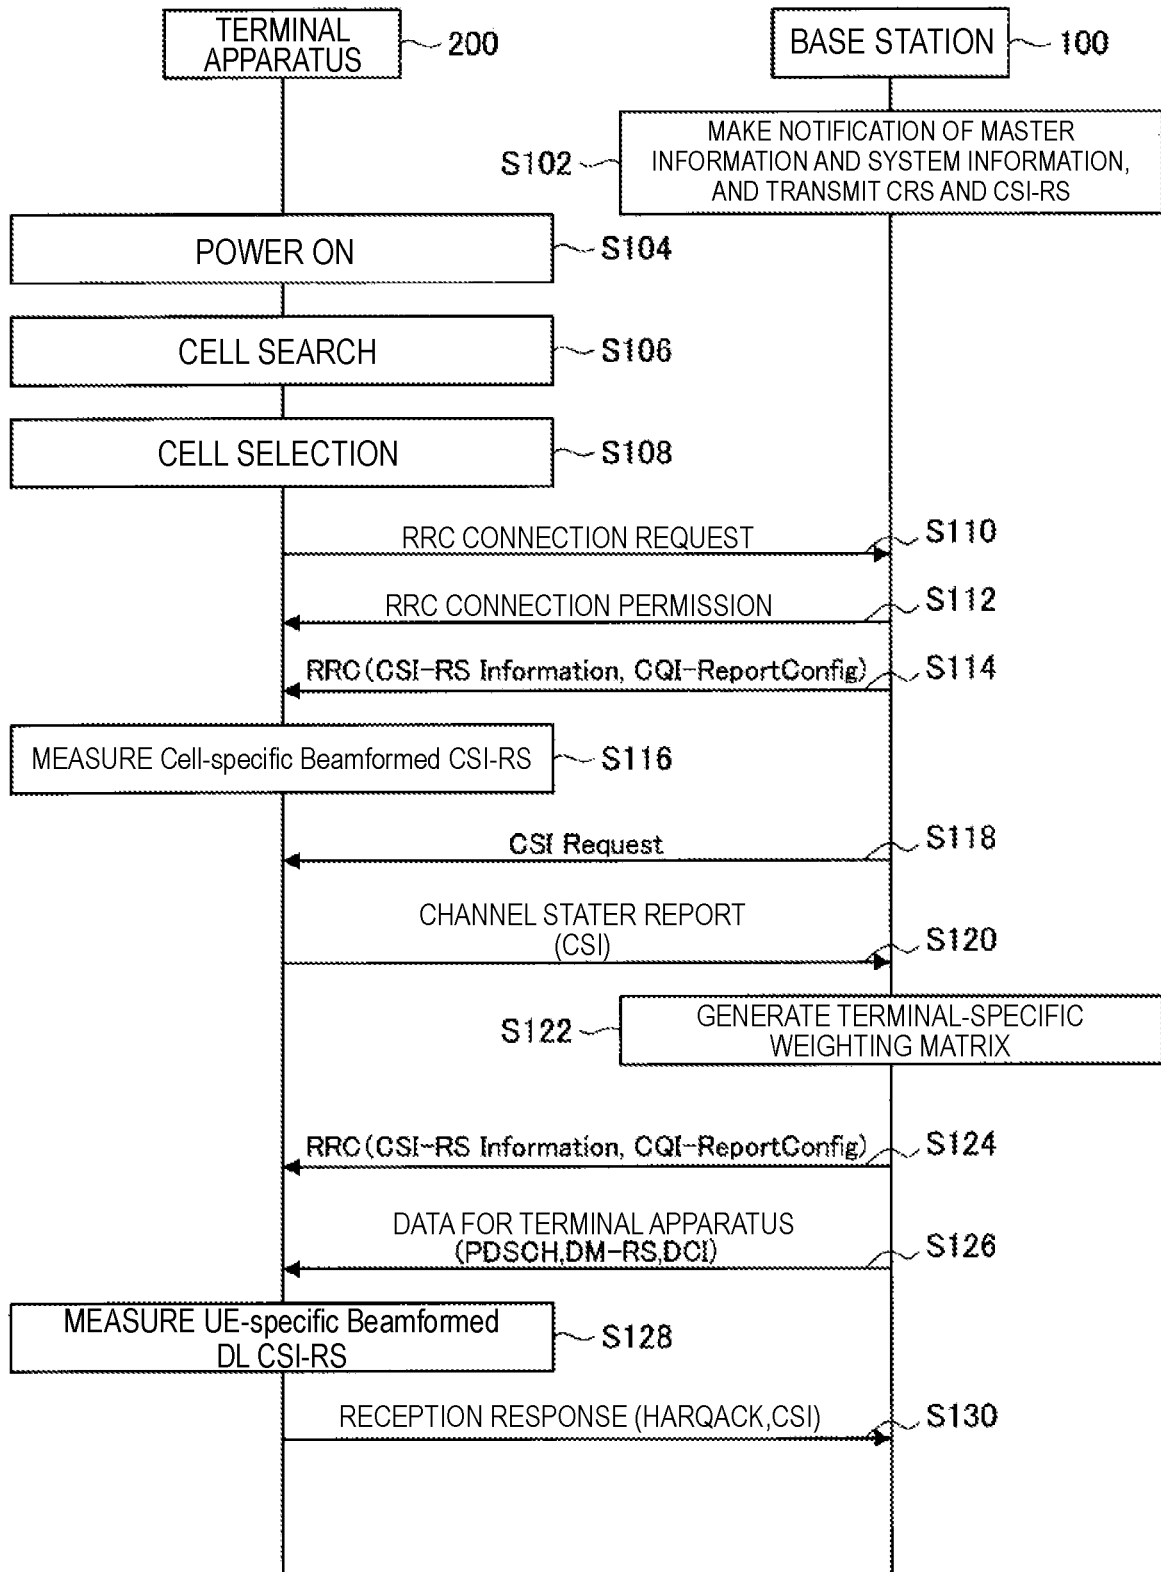 TERMINAL
APPARATUS
200
BASE STATION
100
MAKE NOTIFICATION OF MASTER
INFORMATION AND SYSTEM INFORMATION,
AND TRANSMIT CRS AND CSI-RS
S102
POWER ON
S104
CELL SEARCH
S106
CELL SELECTION
S108
RRC CONNECTION REQUEST
S110
RRC CONNECTION PERMISSION
S112
RRC(CSI-RS Information, CQI-ReportConfig)
S114
MEASURE Cell-specific Beamformed CSI-RS
S116
CSI Request
S118
CHANNEL STATER REPORT
(CSI)
S120
S122
GENERATE TERMINAL-SPECIFIC
WEIGHTING MATRIX
RRC(CSI-RS Information, CQI-ReportConfig)
S124
DATA FOR TERMINAL APPARATUS
(PDSCH,DM-RS,DCI)
S126
MEASURE UE-specific Beamformed
DL CSI-RS
S128
RECEPTION RESPONSE (HARQACK,CSI)
S130